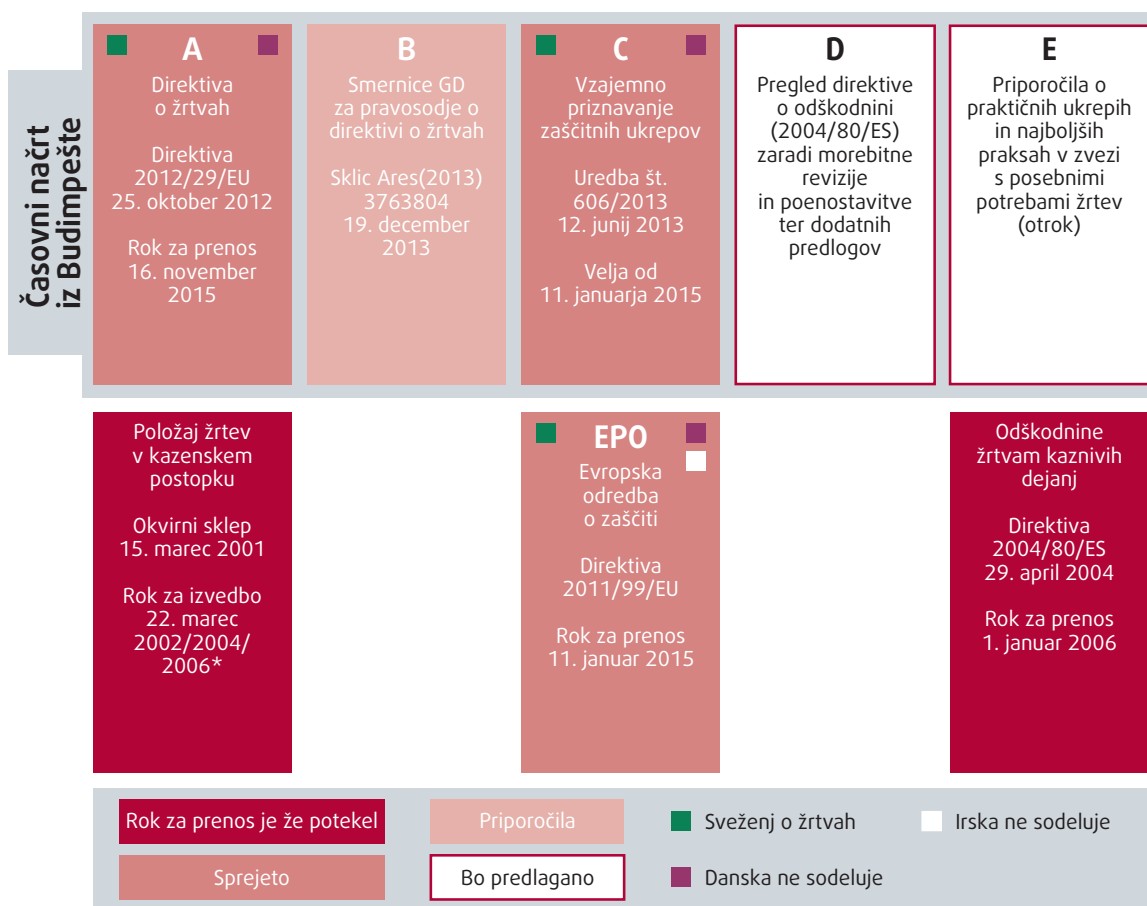 Časovni načrt
iz Budimpešte
A
Direktiva
o žrtvah
Direktiva
2012/29/EU
25. oktober 2012
Rok za prenos
16. november
2015
B
Smernice GD
za pravosodje o
direktivi o žrtvah
Sklic Ares(2013)
3763804
19. december
2013
C
Vzajemno
priznavanje
zaščitnih ukrepov
Uredba št.
606/2013
12. junij 2013
Velja od
11. januarja 2015
D
Pregled direktive
o odškodnini
(2004/80/ES)
zaradi morebitne
revizije
in poenostavitve
ter dodatnih
predlogov
E
Priporočila o
praktičnih ukrepih
in najboljših
praksah v zvezi
s posebnimi
potrebami žrtev
(otrok)
Položaj žrtev
v kazenskem
postopku
Okvirni sklep
15. marec 2001
Rok za izvedbo
22. marec
2002/2004/
2006*
EPO
Evropska
odredba
o zaščiti
Direktiva
2011/99/EU
Rok za prenos
11. januar 2015
Odškodnine
žrtvam kaznivih
dejanj
Direktiva
2004/80/ES
29. april 2004
Rok za prenos
1. januar 2006
Rok za prenos je že potekel
Priporočila
Sveženj o žrtvah
Irska ne sodeluje
Sprejeto
Bo predlagano
Danska ne sodeluje